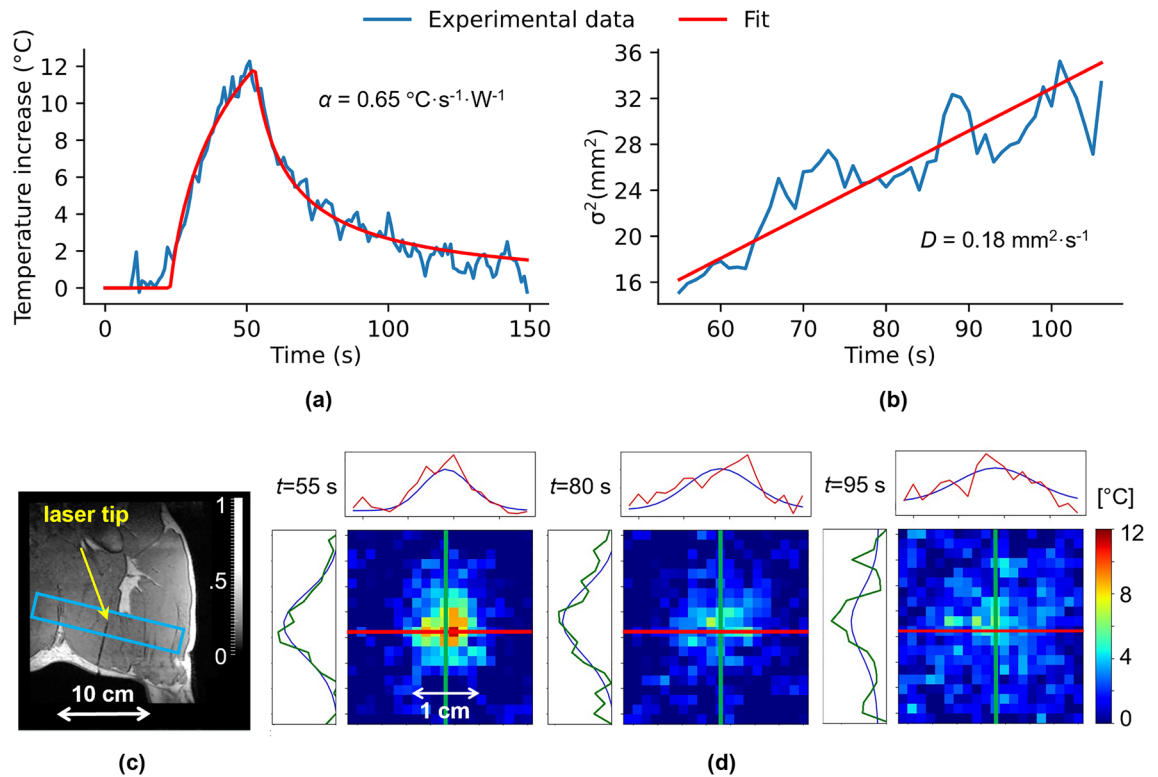 Experimental data Fit
Temperature increase (°C)
12
10
8
6
4
2
0
0 50 100 150
Time (s)
α = 0.65 °C·s⁻¹·W⁻¹
(a)
σ²(mm²)
36
32
28
24
20
16
60 70 80 90 100
Time (s)
D = 0.18 mm²·s⁻¹
(b)
laser tip
1
.5
0
10 cm
(c)
t=55 s
1 cm
t=80 s
t=95 s
[°C]
12
8
4
0
(d)